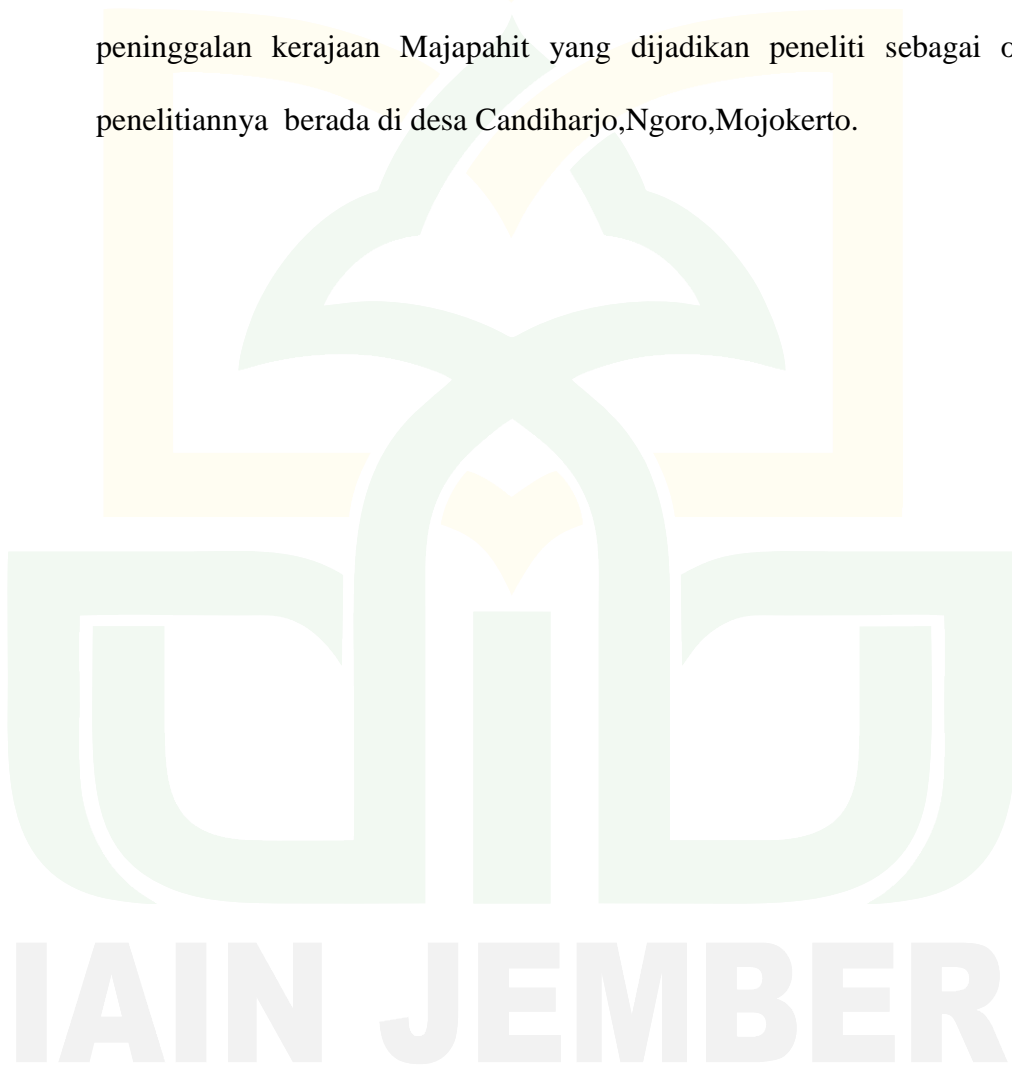 peninggalan kerajaan Majapahit yang dijadikan peneliti sebagai
penelitiannya berada di desa Candiharjo,Ngoro,Mojokerto.
IAIN JEMBER